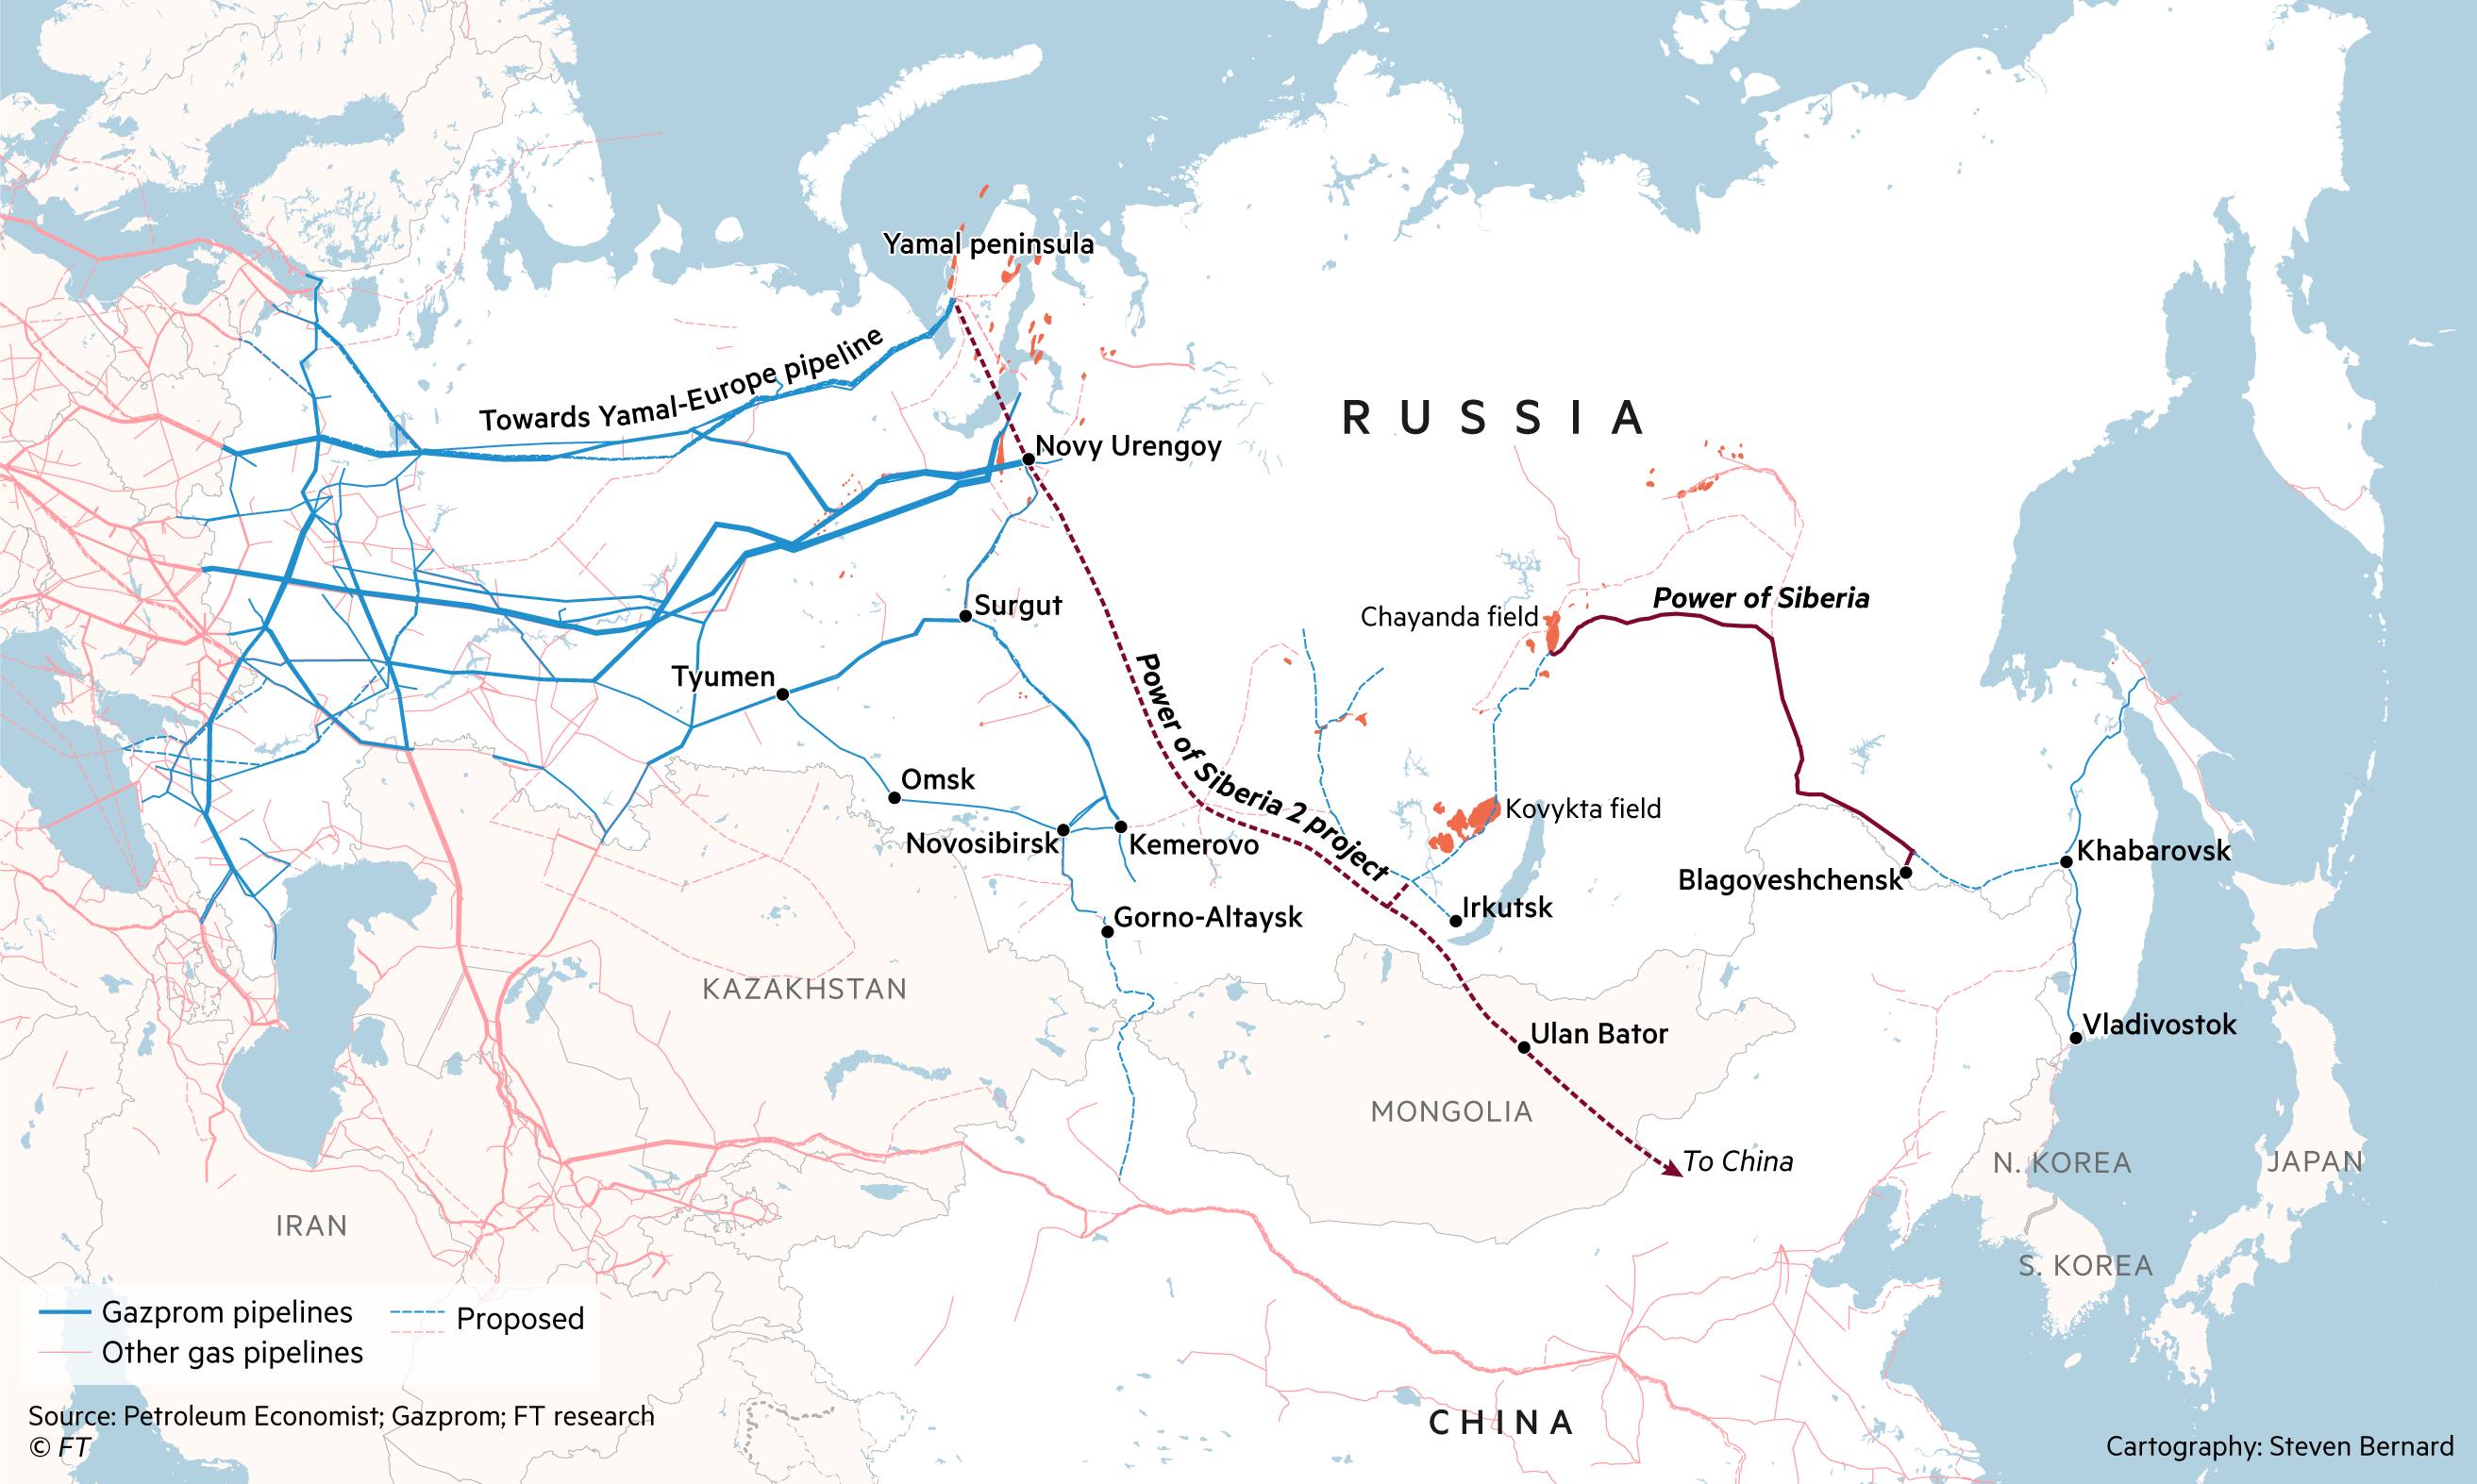 Yamal peninsula
Towards Yamal-Europe pipeline
RUSSIA
Novy Urengoy
Surgut
Chayanda field
Power of Siberia
Tyumen
Power of Siberia 2 project
Omsk
Kovykta field
Novosibirsk
Kemerovo
Khabarovsk
Blagoveshchensk
Irkutsk
Gorno-Altaysk
KAZAKHSTAN
Ulan Bator
Vladivostok
MONGOLIA
To China
N. KOREA
JAPAN
IRAN
S. KOREA
Gazprom pipelines
Proposed
Other gas pipelines
CHINA
Source: Petroleum Economist; Gazprom; FT research
© FT
Cartography: Steven Bernard